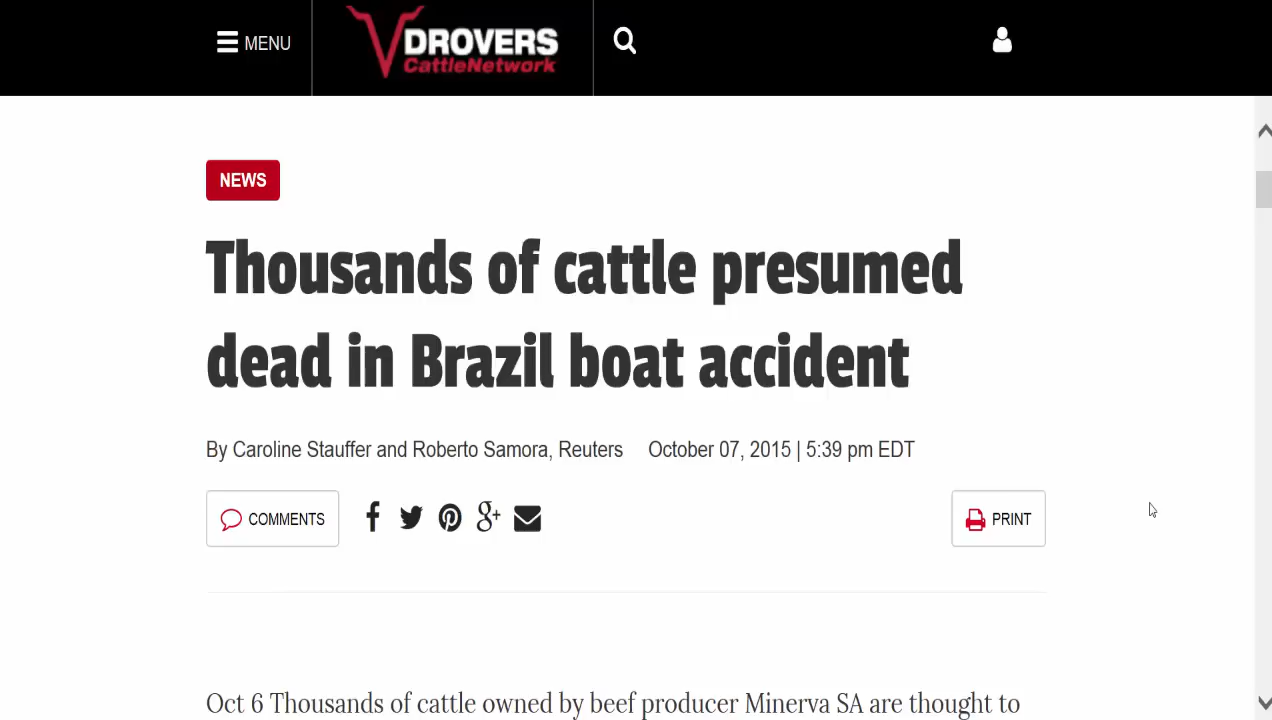 MENU
DROVERS
CattleNetwork
NEWS
Thousands of cattle presumed
dead in Brazil boat accident
By Caroline Stauffer and Roberto Samora, Reuters October 07, 2015 | 5:39 pm EDT
COMMENTS
PRINT
Oct 6 Thousands of cattle owned by beef producer Minerva SA are thought to